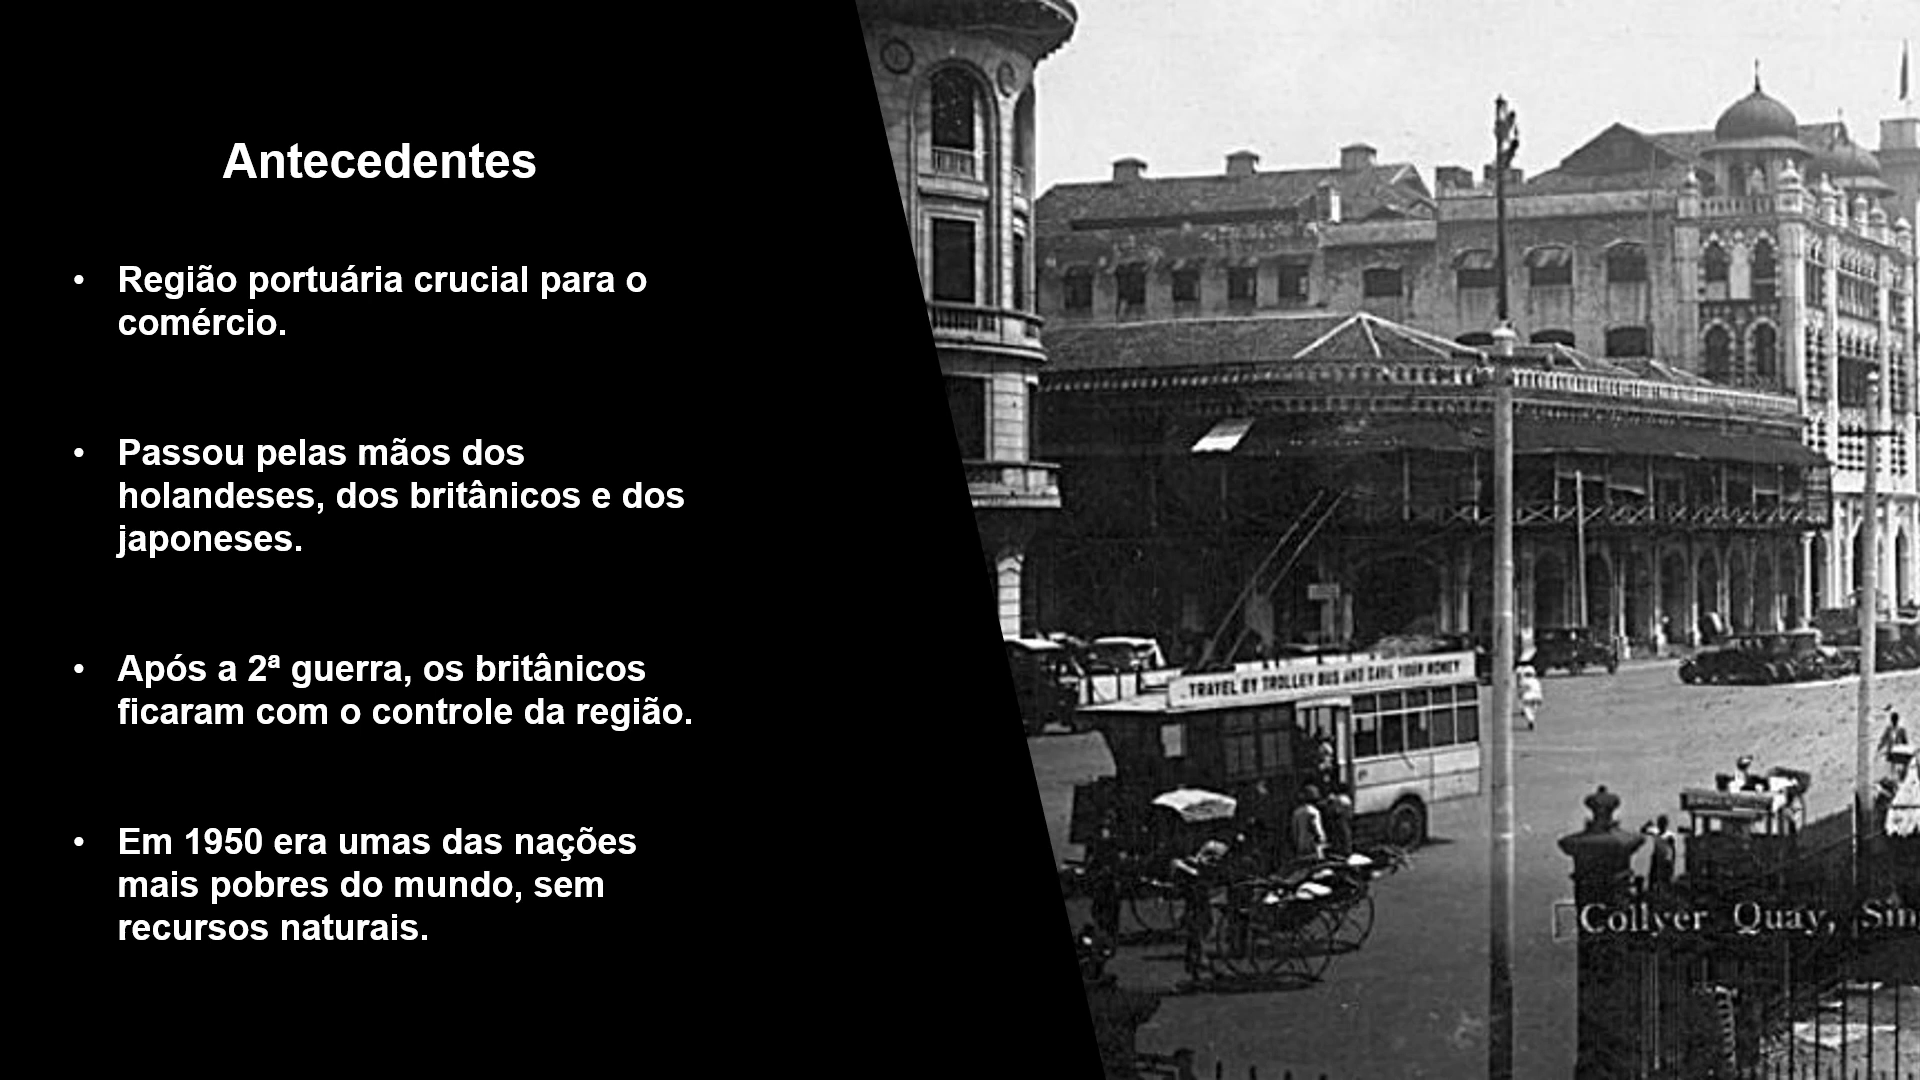 Antecedentes
• Região portuária crucial para o
comércio.
• Passou pelas mãos dos
holandeses, dos britânicos e dos
japoneses.
• Após a 2ª guerra, os britânicos
ficaram com o controle da região.
• Em 1950 era umas das nações
mais pobres do mundo, sem
recursos naturais.
TRAVEL BY TROLLEY BUS AND SAVE YOUR MONEY
Collyer Quay, Sin